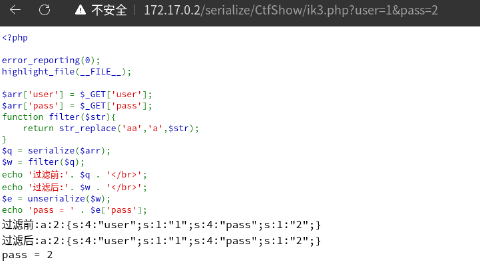 不安全 172.17.0.2/serialize/CtfShow/ik3.php?user=1&pass=2
<?php
error_reporting(0);
highlight_file(__FILE__);
$arr['user'] = $_GET['user'];
$arr['pass'] = $_GET['pass'];
function filter($str){
    return str_replace('aa','a',$str);
}
$q = serialize($arr);
$w = filter($q);
echo '过滤前:'. $q . '</br>';
echo '过滤后:'. $w . '</br>';
$e = unserialize($w);
echo 'pass = ' . $e['pass'];
过滤前:a:2:{s:4:"user";s:1:"1";s:4:"pass";s:1:"2";}
过滤后:a:2:{s:4:"user";s:1:"1";s:4:"pass";s:1:"2";}
pass = 2